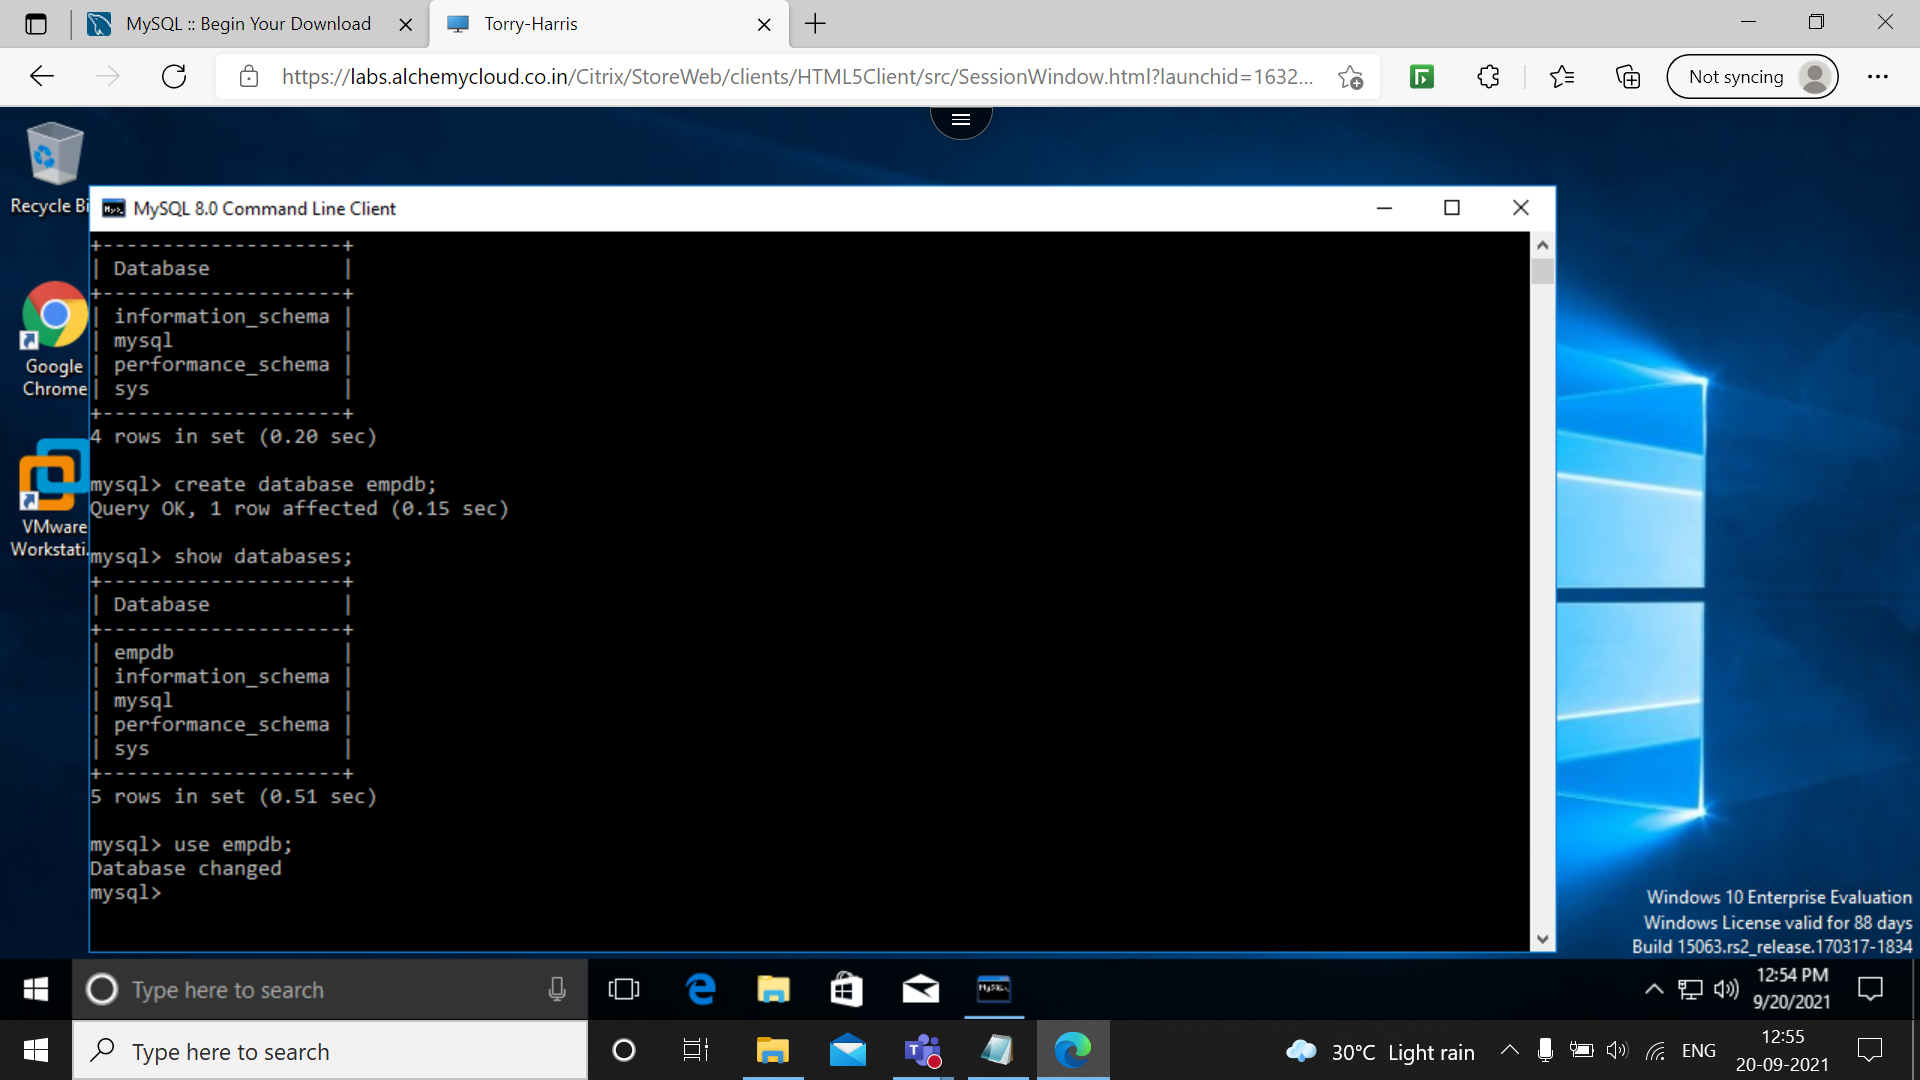 MySQL :: Begin Your Download
Torry-Harris
https://labs.alchemycloud.co.in/Citrix/StoreWeb/clients/HTML5Client/src/SessionWindow.html?launchid=1632...
Not syncing
Recycle Bi
Google
Chrome
VMware
Workstati.
MySQL 8.0 Command Line Client
+--------------------+
| Database           |
+--------------------+
| information_schema |
| mysql              |
| performance_schema |
| sys                |
+--------------------+
4 rows in set (0.20 sec)
mysql> create database empdb;
Query OK, 1 row affected (0.15 sec)
mysql> show databases;
+--------------------+
| Database           |
+--------------------+
| empdb              |
| information_schema |
| mysql              |
| performance_schema |
| sys                |
+--------------------+
5 rows in set (0.51 sec)
mysql> use empdb;
Database changed
mysql>
Windows 10 Enterprise Evaluation
Windows License valid for 88 days
Build 15063.rs2_release.170317-1834
Type here to search
12:54 PM
9/20/2021
Type here to search
30°C Light rain
ENG
12:55
20-09-2021